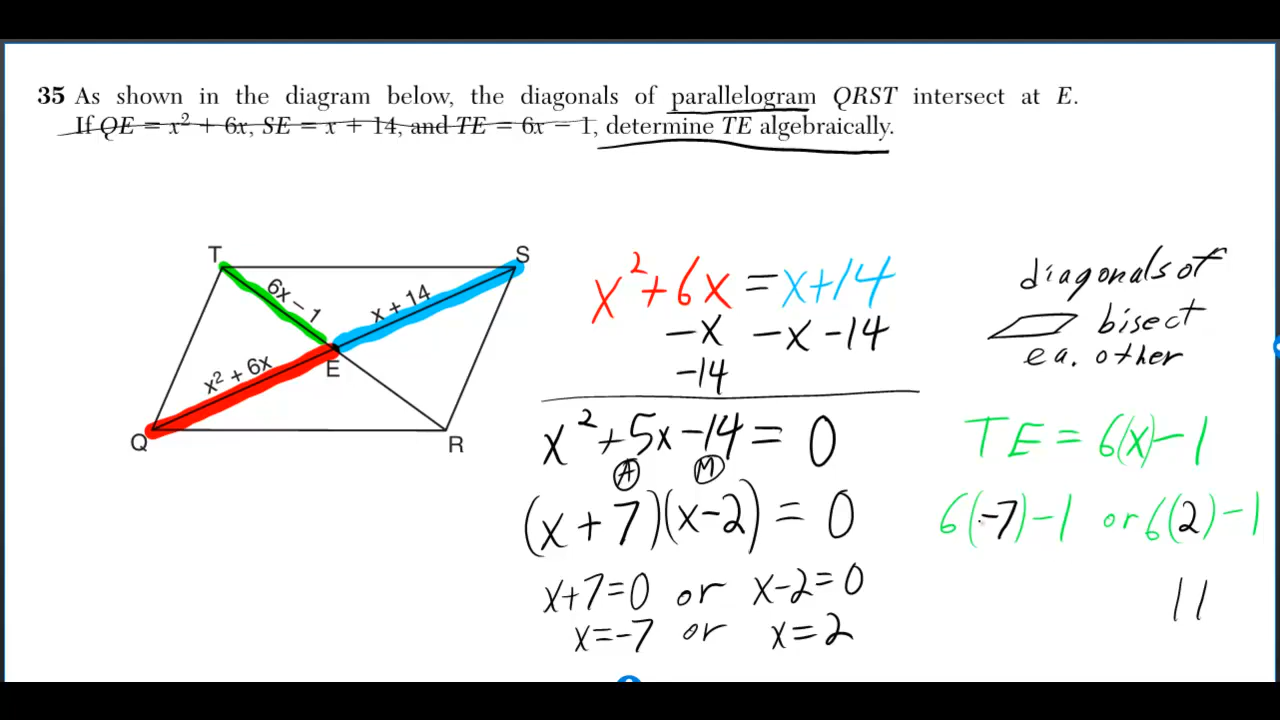 35 As shown in the diagram below, the diagonals of parallelogram QRST intersect at E.
If QE = x² + 6x, SE = x + 14, and TE = 6x − 1, determine TE algebraically.
T
S
6x − 1
x + 14
x² + 6x
E
Q
R
x² + 6x = x + 14
−x −x −14
−14
x² + 5x − 14 = 0
A M
(x + 7)(x − 2) = 0
x+7=0 or x−2=0
x=−7 or x=2
diagonals of
bisect
ea. other
TE = 6(x) − 1
6(−7) − 1 or 6(2) − 1
11